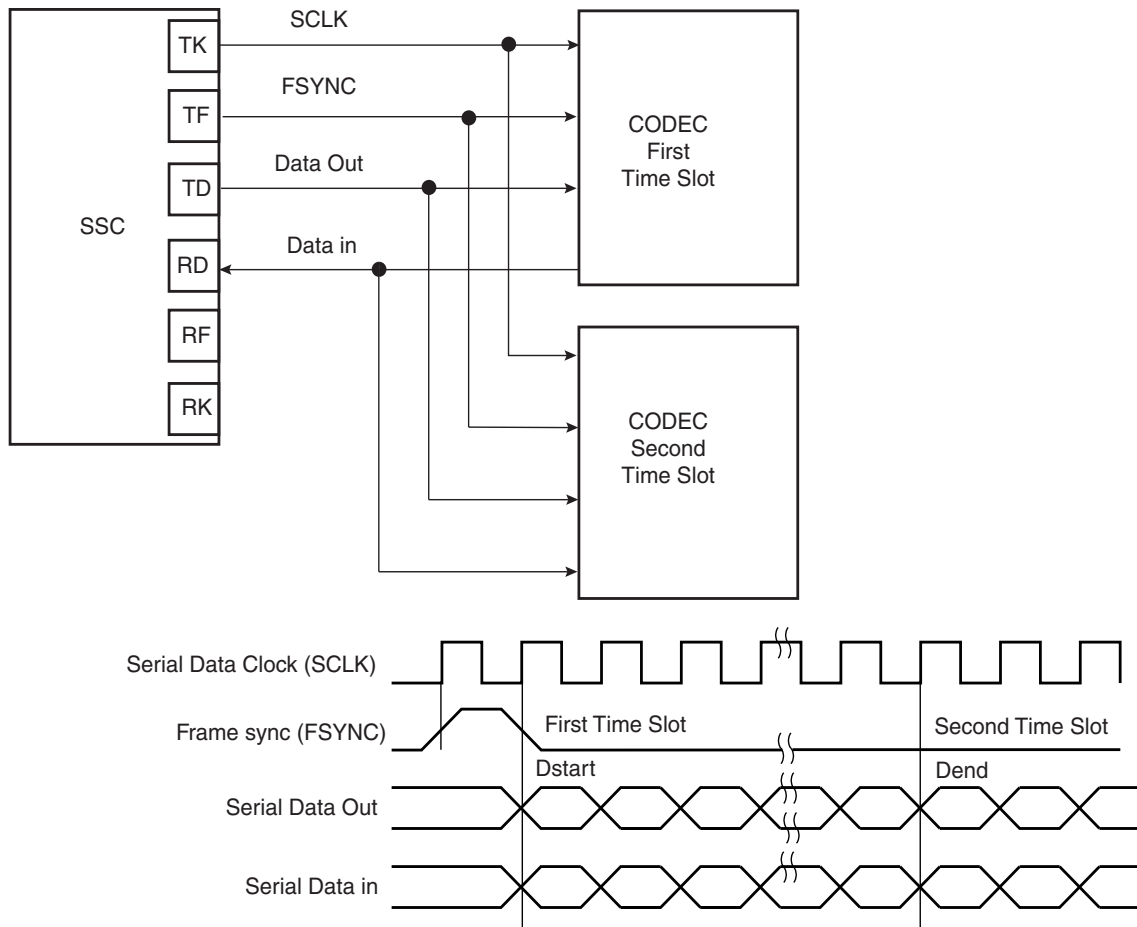 SCLK
TK
FSYNC
TF
CODEC
First
Time Slot
Data Out
TD
SSC
Data in
RD
RF
RK
CODEC
Second
Time Slot
Serial Data Clock (SCLK)
Frame sync (FSYNC)
First Time Slot
Second Time Slot
Dstart
Dend
Serial Data Out
Serial Data in